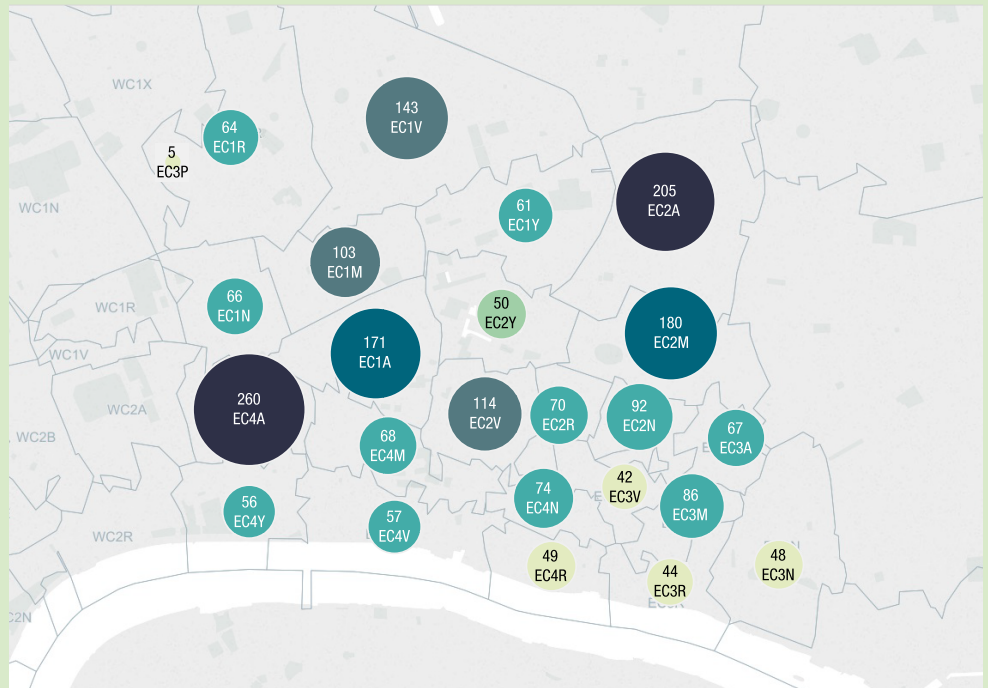 WC1X
143
EC1V
64
EC1R
5
EC3P
205
EC2A
WC1N
61
EC1Y
103
EC1M
66
EC1N
WC1R
50
EC2Y
180
EC2M
171
EC1A
WC1V
260
EC4A
WC2A
114
EC2V
70
EC2R
92
EC2N
67
EC3A
WC2B
68
EC4M
42
EC3V
74
EC4N
86
EC3M
56
EC4Y
57
EC4V
WC2R
49
EC4R
44
EC3R
48
EC3N